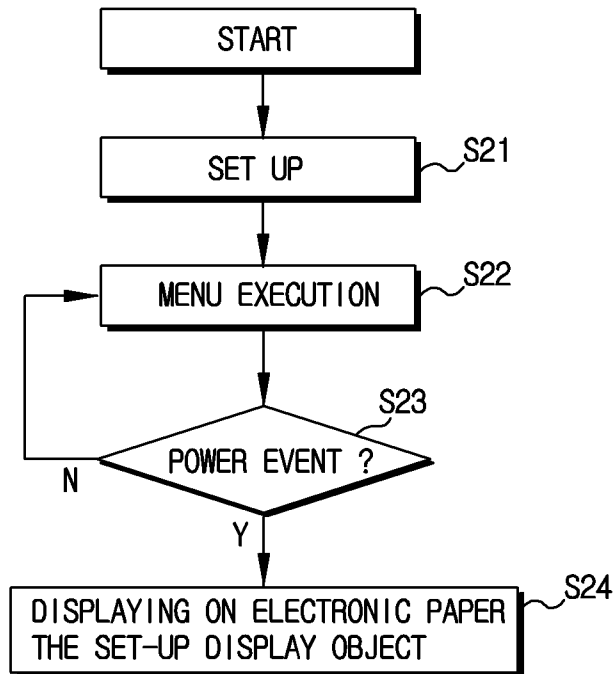 START
SET UP
S21
MENU EXECUTION
S22
S23
POWER EVENT ?
N
Y
S24
DISPLAYING ON ELECTRONIC PAPER
THE SET-UP DISPLAY OBJECT